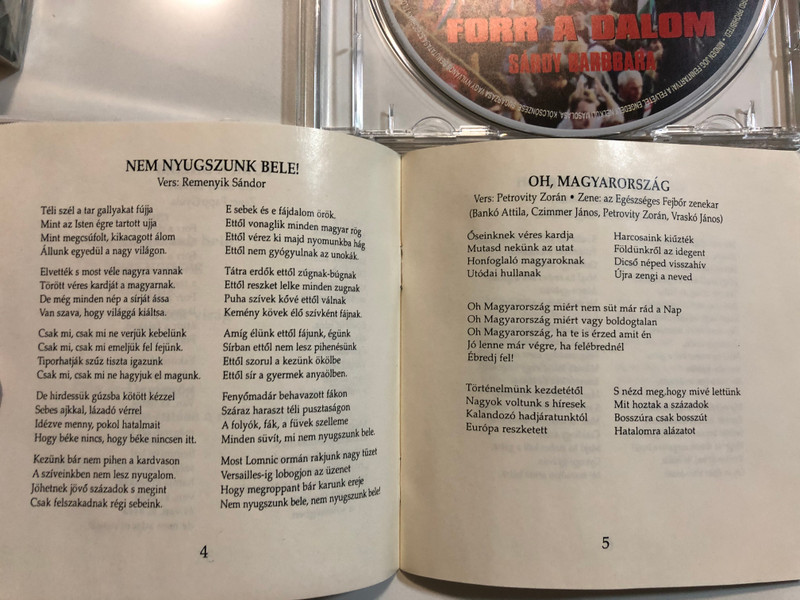 FORR A DALOM
GÁRDY BARBBARA
NEM NYUGSZUNK BELE!
Vers: Remenyik Sándor
Téli szél a tar gallyakat fújja
Mint az Isten égre tartott ujja
Mint megcsúfolt, kikacagott álom
Állunk egyedül a nagy világon.
Elvették s most véle nagyra vannak
Törött véres kardját a magyarnak.
De még minden nép a sírját ássa
Van szava, hogy világgá kiáltsa.
Csak mi, csak mi ne verjük kebelünk
Csak mi, csak mi emeljük fel fejünk.
Tiporhatják szűz tiszta igazunk
Csak mi, csak mi ne hagyjuk el magunk.
De hirdessük gúzsba kötött kézzel
Sebes ajkkal, lázadó vérrel
Idézve menny, pokol hatalmait
Hogy béke nincs, hogy béke nincsen itt.
Kezünk bár nem pihen a kardvason
A szíveinkben nem lesz nyugalom.
Jöhetnek jövő századok s megint
Csak felszakadnak régi sebeink.
E sebek és e fájdalom örök.
Ettől vonaglik minden magyar rög
Ettől vérez ki majd nyomunkba hág
Ettől nem gyógyulnak az unokák.
Tátra erdők ettől zúgnak-búgnak
Ettől reszket lelke minden zugnak
Puha szívek kővé ettől válnak
Kemény kövek élő szívként fájnak.
Amíg élünk ettől fájunk, égünk
Sírban ettől nem lesz pihenésünk
Ettől szorul a kezünk ökölbe
Ettől sír a gyermek anyaölben.
Fenyőmadár behavazott fákon
Száraz haraszt téli pusztaságon
A folyók, fák, a füvek szelleme
Minden süvít, mi nem nyugszunk bele.
Most Lomnic ormán rakjunk nagy tüzet
Versailles-ig lobogjon az üzenet
Hogy megroppant bár karunk ereje
Nem nyugszunk bele, nem nyugszunk bele!
4
OH, MAGYARORSZÁG
Vers: Petrovity Zorán • Zene: az Egészséges Fejbőr zenekar
(Bankó Attila, Czimmer János, Petrovity Zorán, Vraskó János)
Őseinknek véres kardja
Mutasd nekünk az utat
Honfoglaló magyaroknak
Utódai hullanak
Harcosaink kiűzték
Földünkről az idegent
Dicső néped visszahív
Újra zengi a neved
Oh Magyarország miért nem süt már rád a Nap
Oh Magyarország miért vagy boldogtalan
Oh Magyarország, ha te is érzed amit én
Jó lenne már végre, ha felébrednél
Ébredj fel!
Történelmünk kezdetétől
Nagyok voltunk s híresek
Kalandozó hadjáratunktól
Európa reszketett
S nézd meg,hogy mivé lettünk
Mit hoztak a századok
Bosszúra csak bosszút
Hatalomra alázatot
5